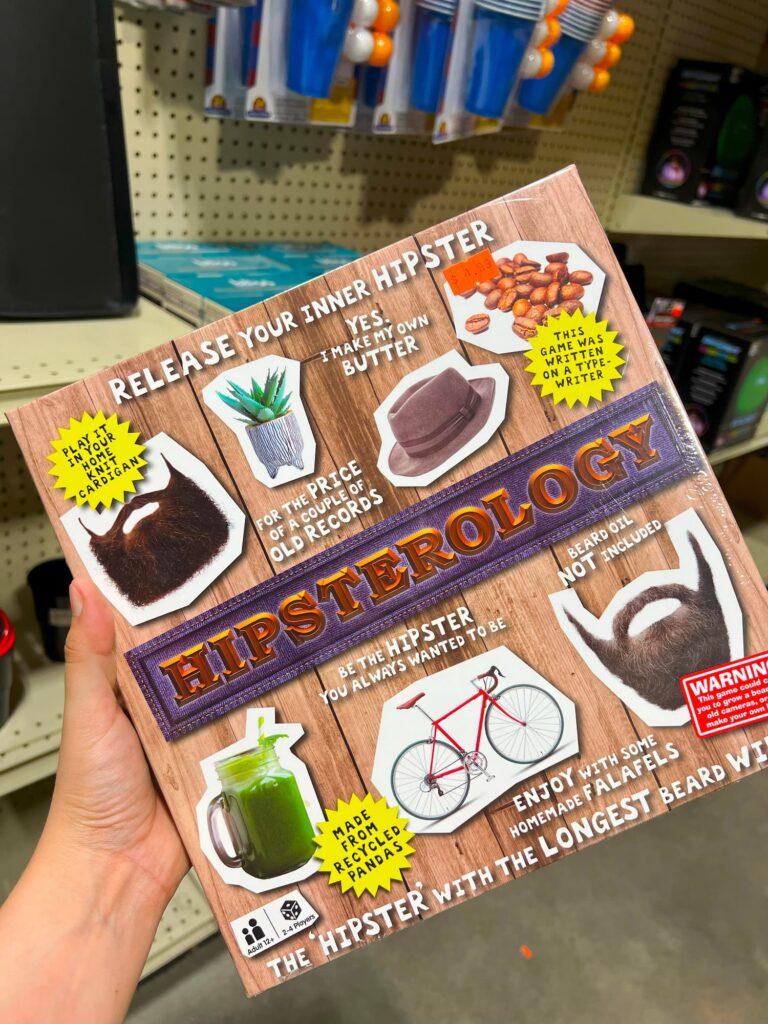 RELEASE YOUR INNER HIPSTER
YES.
I MAKE MY OWN
BUTTER
THIS
GAME WAS
WRITTEN
ON A TYPE-
WRITER
PLAY IT
IN YOUR
HOME
KNIT
CARDIGAN
FOR THE PRICE
OF A COUPLE OF
OLD RECORDS
HIPSTEROLOGY
BEARD OIL
NOT INCLUDED
BE THE HIPSTER
YOU ALWAYS WANTED TO BE
WARNING
This game could c
you to grow a bea
old cameras, or
make your own
ENJOY WITH SOME
HOMEMADE FALAFELS
MADE
FROM
RECYCLED
PANDAS
Adult 12+
2-4 Players
THE 'HIPSTER' WITH THE LONGEST BEARD WIN